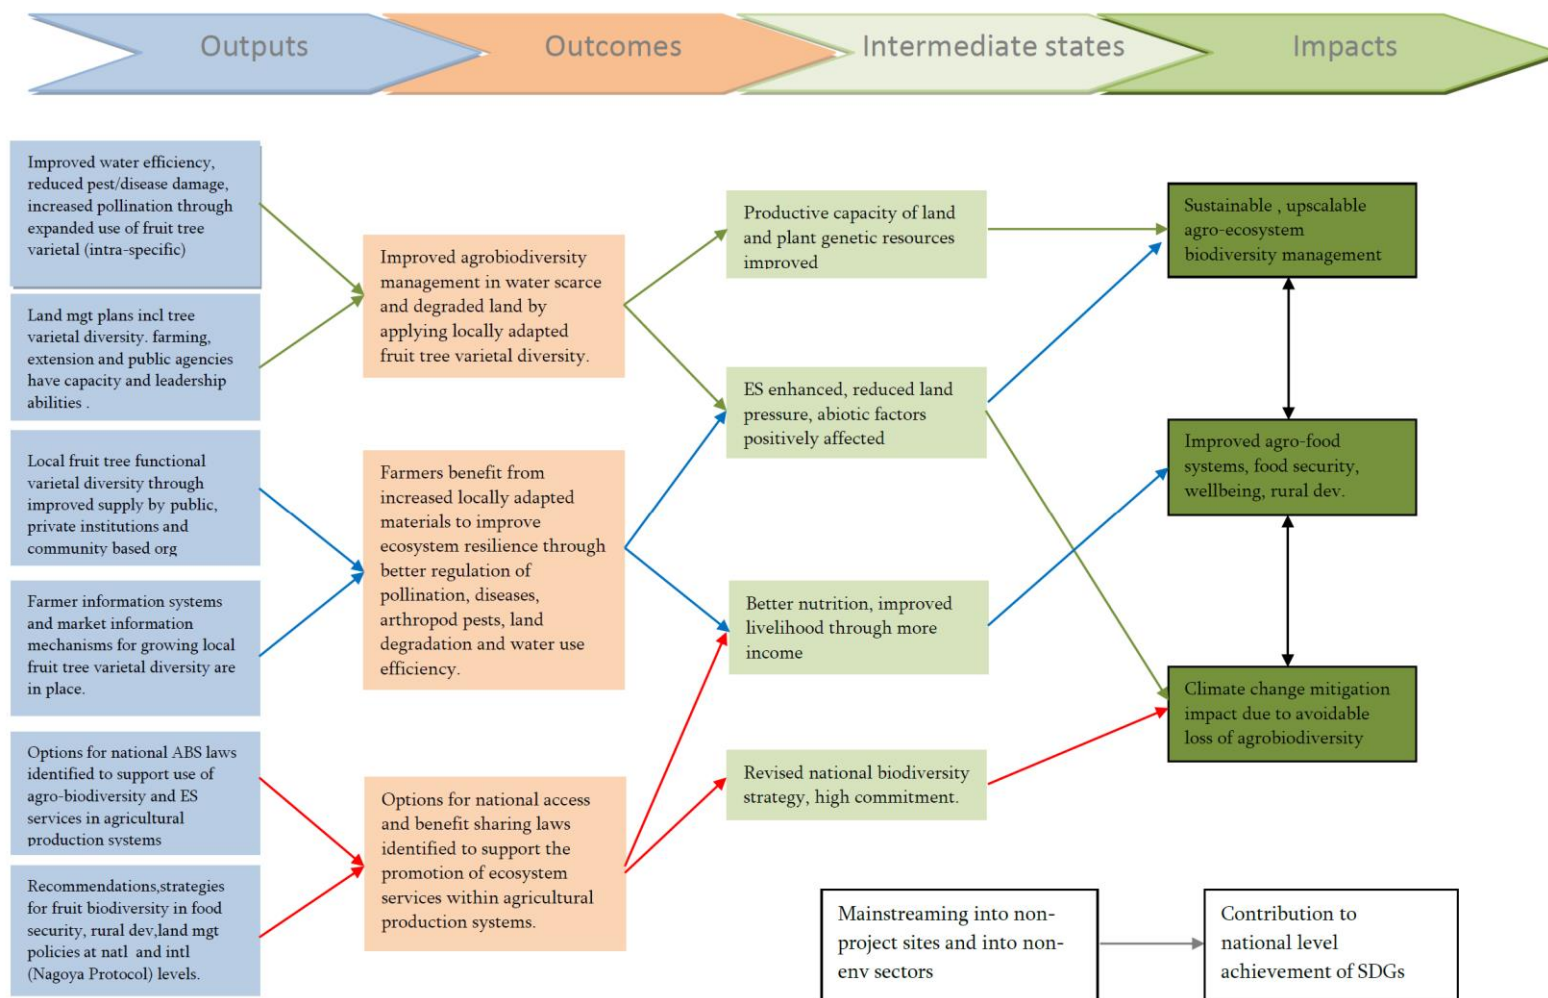 Outputs
Outcomes
Intermediate states
Impacts
Improved water efficiency,
reduced pest/disease damage,
increased pollination through
expanded use of fruit tree
varietal (intra-specific)
Land mgt plans incl tree
varietal diversity. farming,
extension and public agencies
have capacity and leadership
abilities .
Local fruit tree functional
varietal diversity through
improved supply by public,
private institutions and
community based org
Farmer information systems
and market information
mechanisms for growing local
fruit tree varietal diversity are
in place.
Options for national ABS laws
identified to support use of
agro-biodiversity and ES
services in agricultural
production systems
Recommendations,strategies
for fruit biodiversity in food
security, rural dev,land mgt
policies at natl and intl
(Nagoya Protocol) levels.
Improved agrobiodiversity
management in water scarce
and degraded land by
applying locally adapted
fruit tree varietal diversity.
Farmers benefit from
increased locally adapted
materials to improve
ecosystem resilience through
better regulation of
pollination, diseases,
arthropod pests, land
degradation and water use
efficiency.
Options for national access
and benefit sharing laws
identified to support the
promotion of ecosystem
services within agricultural
production systems.
Productive capacity of land
and plant genetic resources
improved
ES enhanced, reduced land
pressure, abiotic factors
positively affected
Better nutrition, improved
livelihood through more
income
Revised national biodiversity
strategy, high commitment.
Sustainable , upscalable
agro-ecosystem
biodiversity management
Improved agro-food
systems, food security,
wellbeing, rural dev.
Climate change mitigation
impact due to avoidable
loss of agrobiodiversity
Mainstreaming into non-
project sites and into non-
env sectors
Contribution to
national level
achievement of SDGs